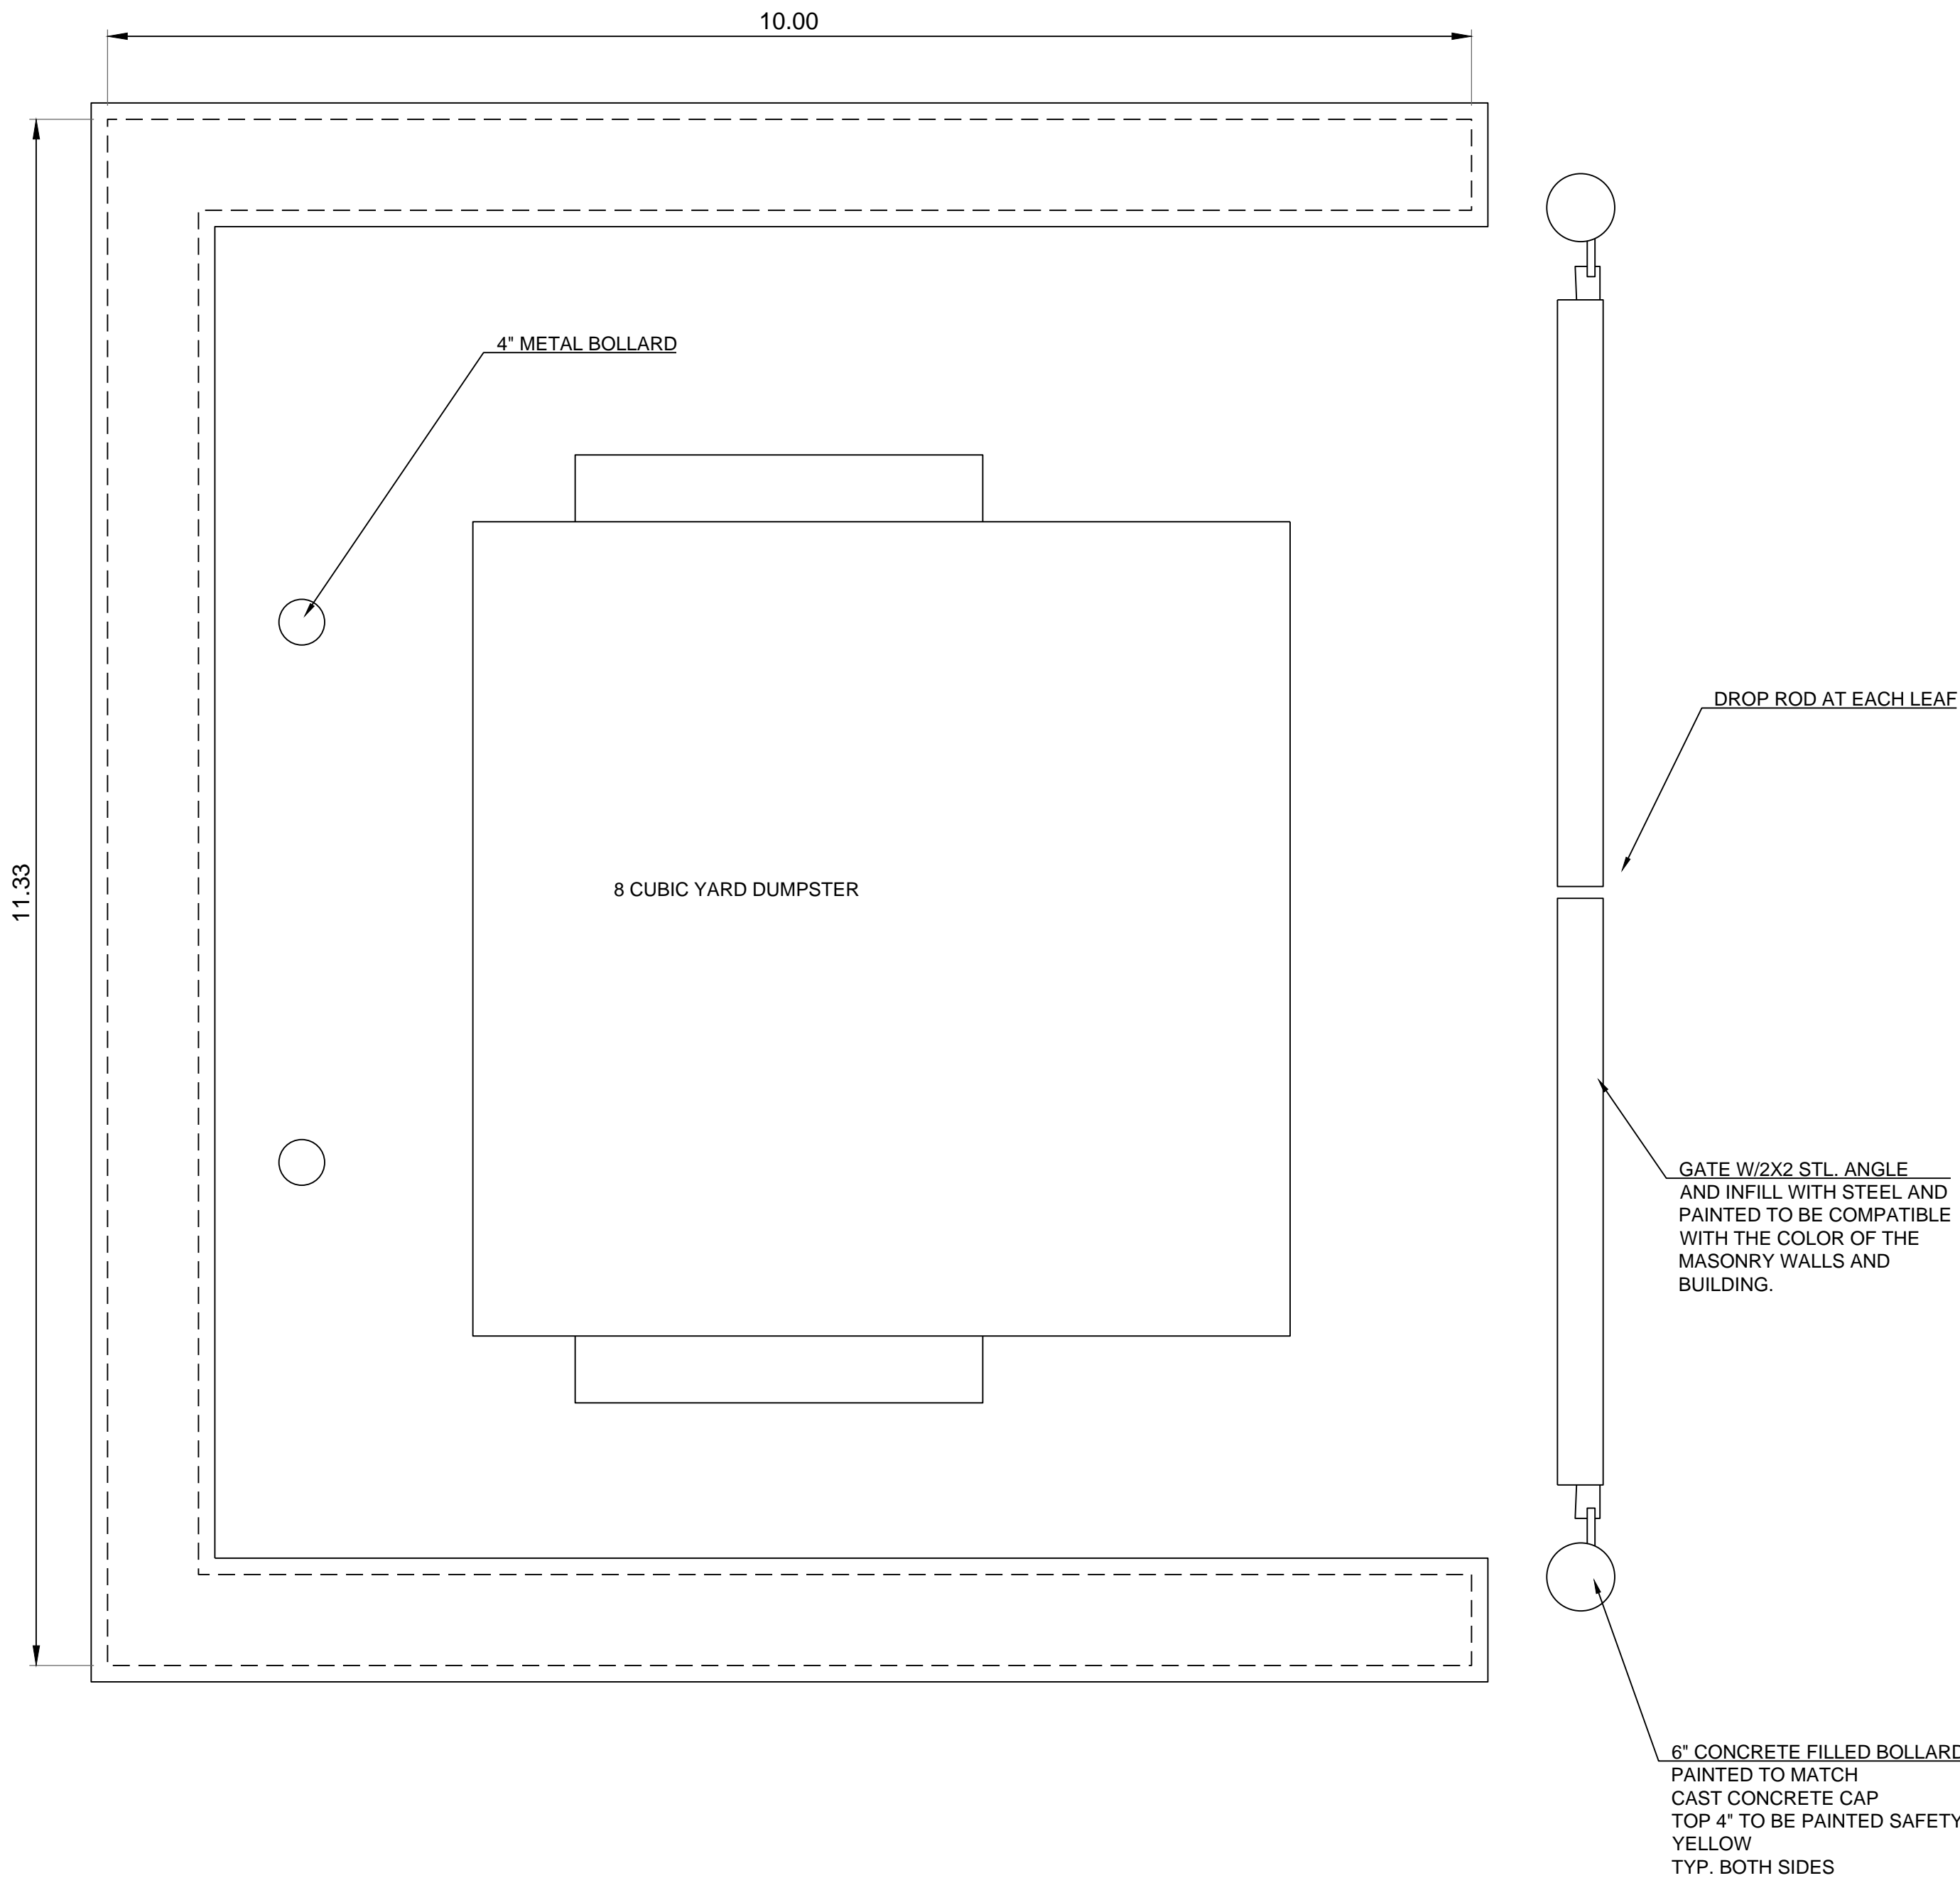 10.00
4" METAL BOLLARD
DROP ROD AT EACH LEAF
11.33
8 CUBIC YARD DUMPSTER
GATE W/2X2 STL. ANGLE
AND INFILL WITH STEEL AND
PAINTED TO BE COMPATIBLE
WITH THE COLOR OF THE
MASONRY WALLS AND
BUILDING.
6" CONCRETE FILLED BOLLARD
PAINTED TO MATCH
CAST CONCRETE CAP
TOP 4" TO BE PAINTED SAFETY
YELLOW
TYP. BOTH SIDES